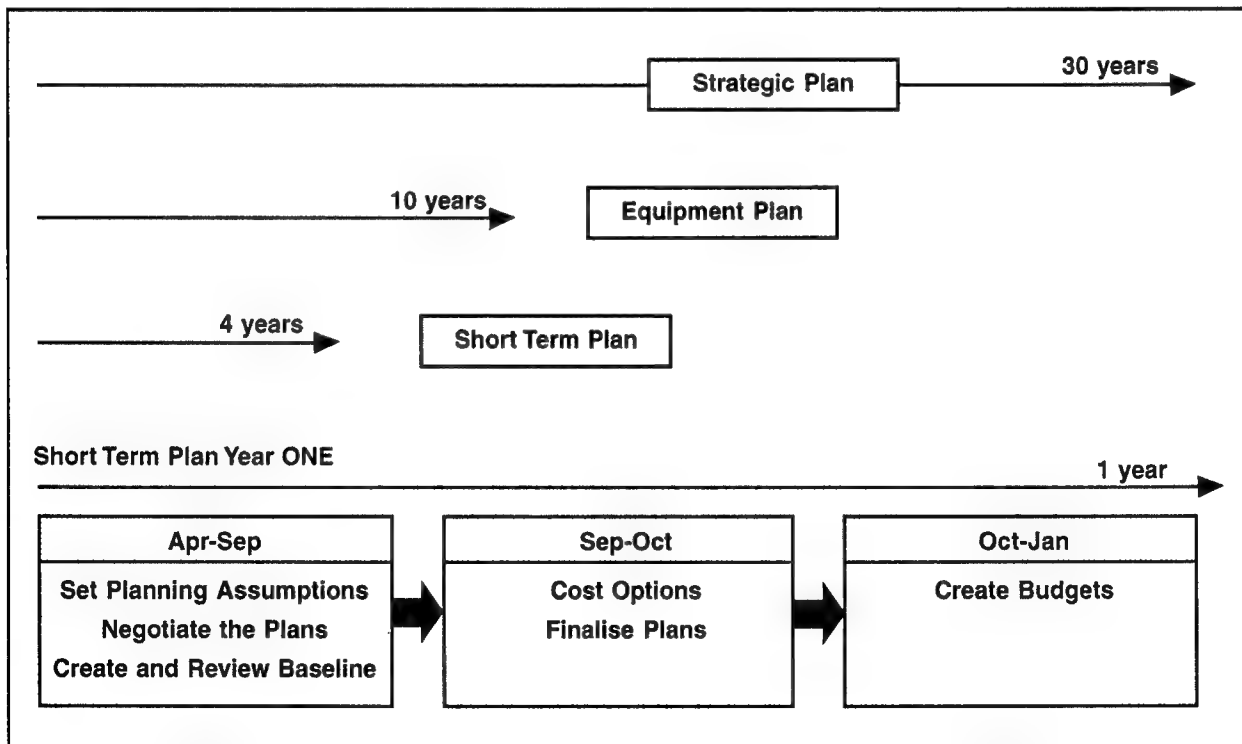 30 years
Strategic Plan
10 years
Equipment Plan
4 years
Short Term Plan
Short Term Plan Year ONE
1 year
Apr-Sep
Set Planning Assumptions
Negotiate the Plans
Create and Review Baseline
Sep-Oct
Cost Options
Finalise Plans
Oct-Jan
Create Budgets